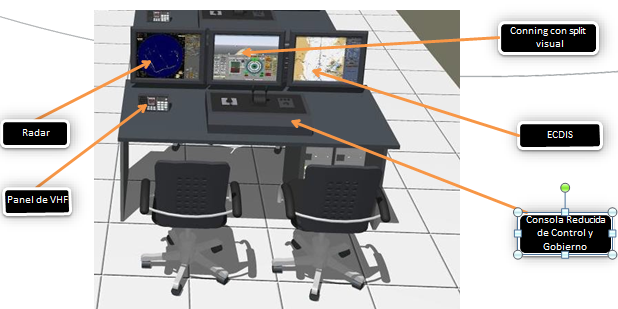 Conning con split
visual
Radar
ECDIS
Panel de VHF
Consola Reducida
de Control y
Gobierno